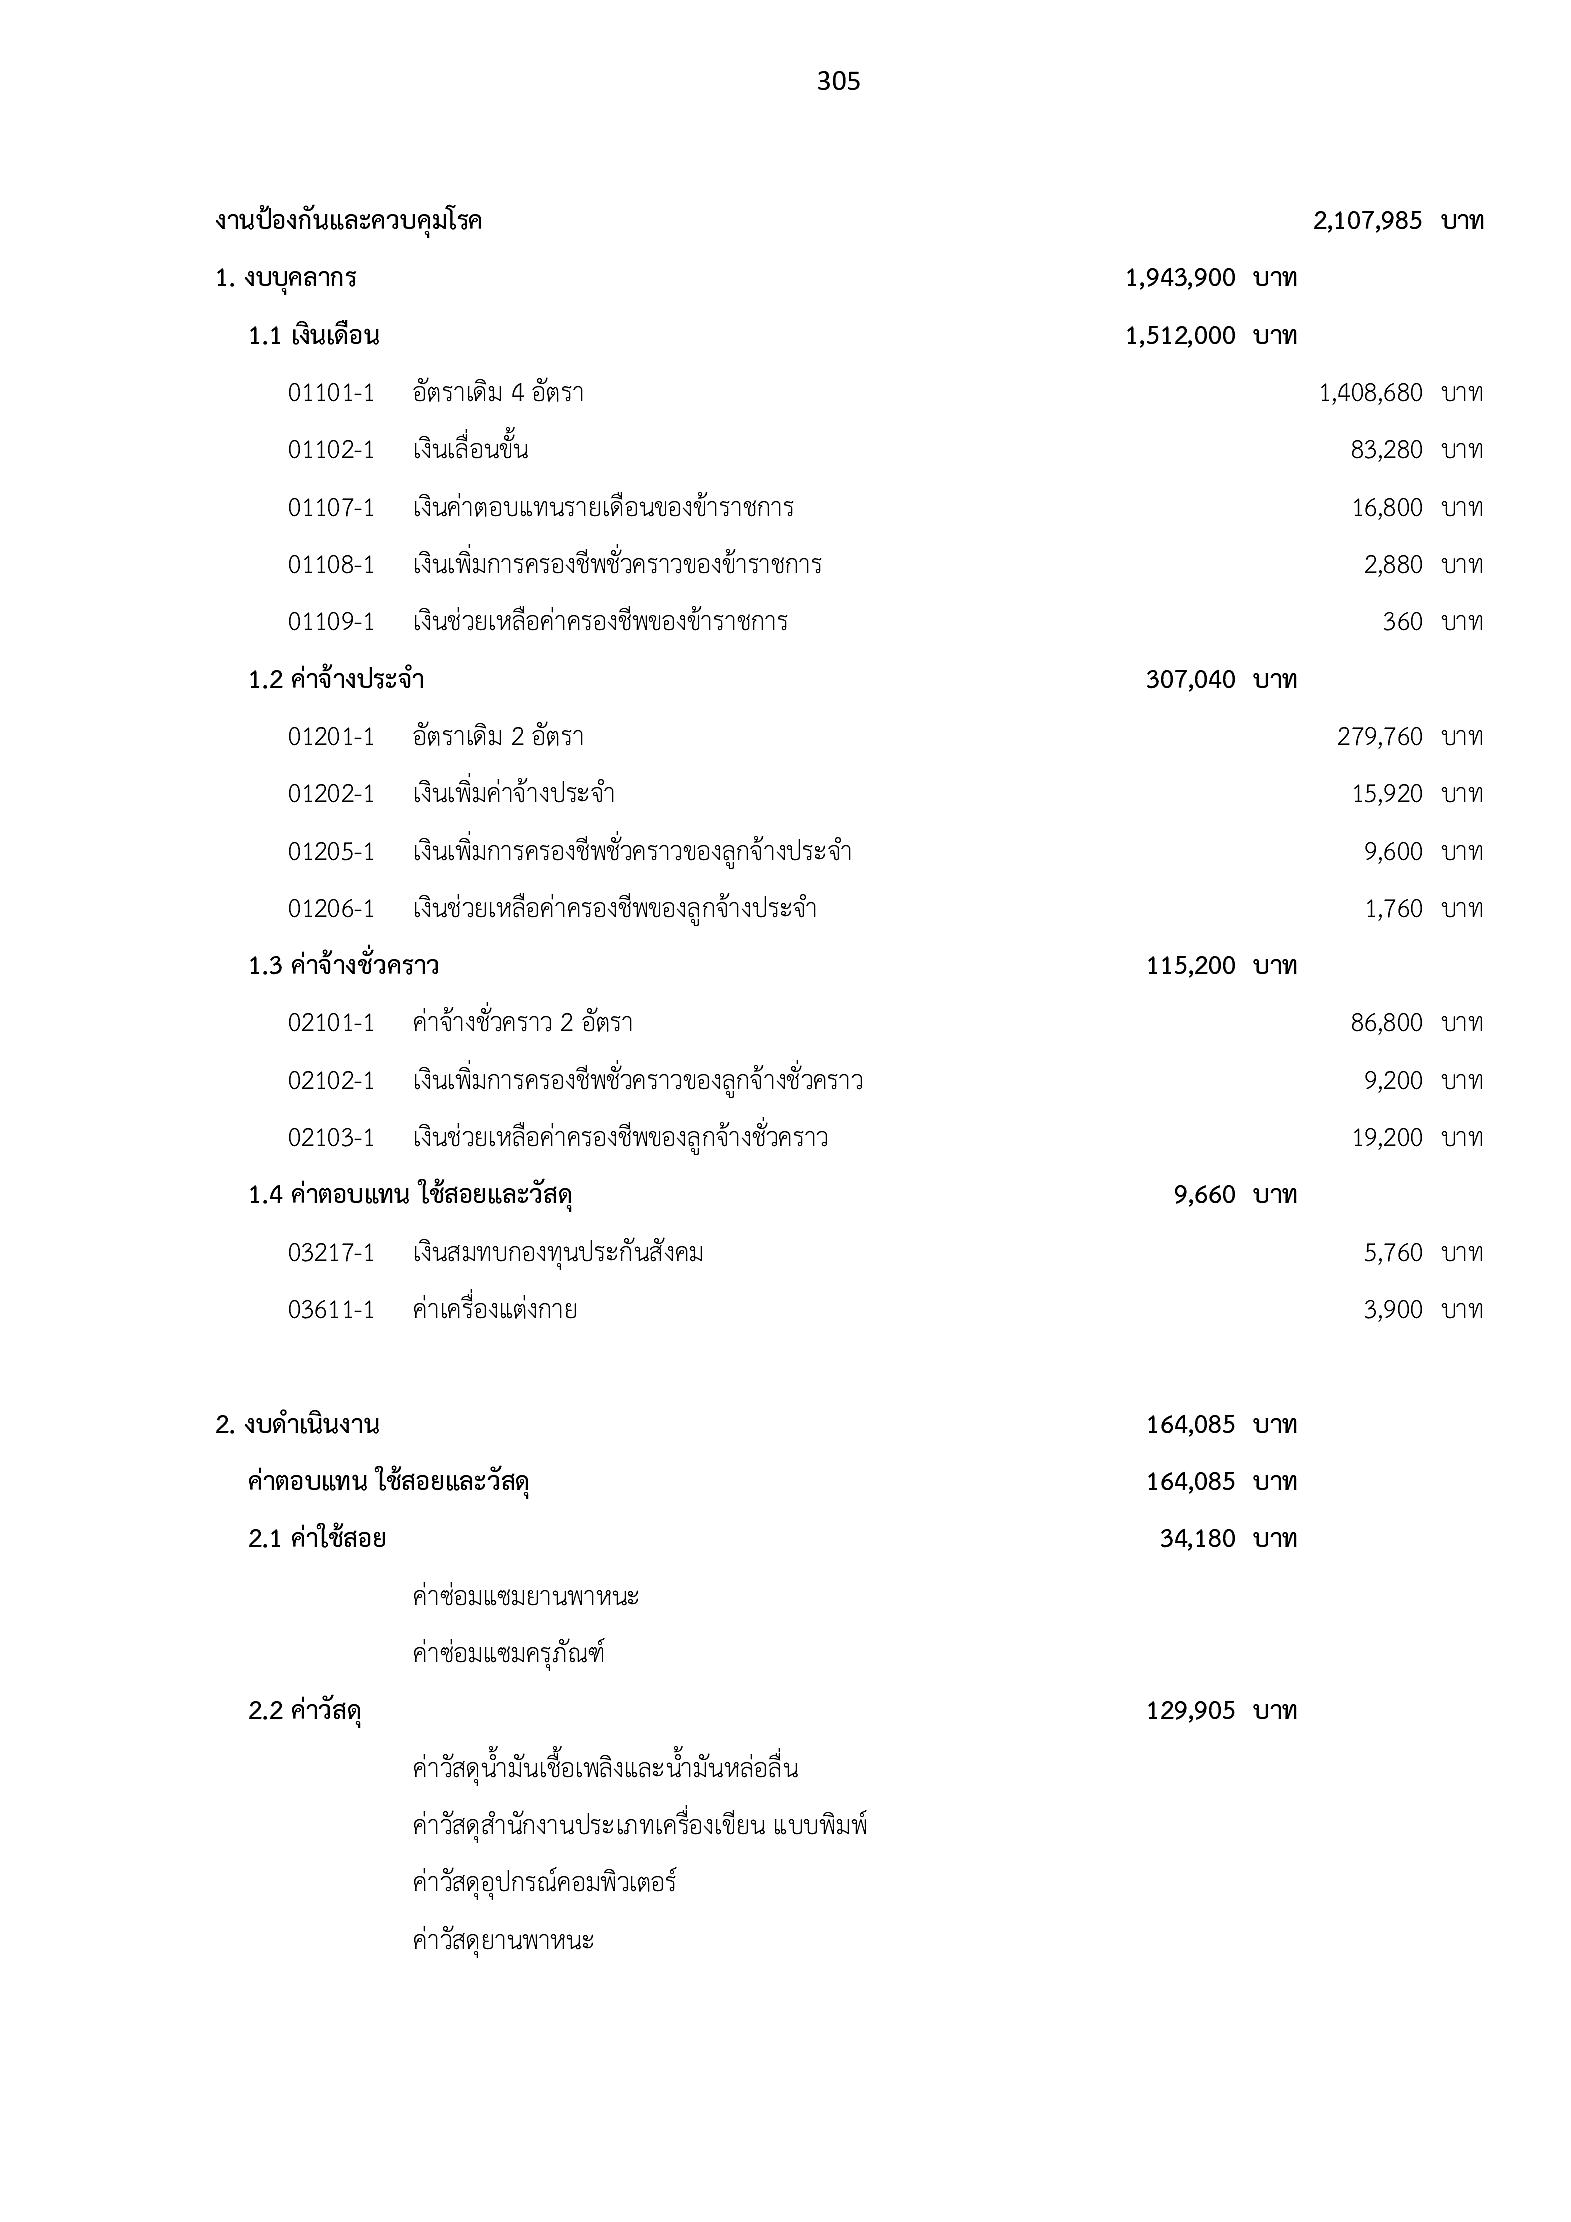 305
งานป้องกันและควบคุมโรค 2,107,985 บาท
1. งบบุคลากร 1,943,900 บาท
1.1 เงินเดือน 1,512,000 บาท
01101-1 อัตราเดิม 4 อัตรา 1,408,680 บาท
01102-1 เงินเลื่อนขั้น 83,280 บาท
01107-1 เงินค่าตอบแทนรายเดือนของข้าราชการ 16,800 บาท
01108-1 เงินเพิ่มการครองชีพชั่วคราวของข้าราชการ 2,880 บาท
01109-1 เงินช่วยเหลือค่าครองชีพของข้าราชการ 360 บาท
1.2 ค่าจ้างประจำ 307,040 บาท
01201-1 อัตราเดิม 2 อัตรา 279,760 บาท
01202-1 เงินเพิ่มค่าจ้างประจำ 15,920 บาท
01205-1 เงินเพิ่มการครองชีพชั่วคราวของลูกจ้างประจำ 9,600 บาท
01206-1 เงินช่วยเหลือค่าครองชีพของลูกจ้างประจำ 1,760 บาท
1.3 ค่าจ้างชั่วคราว 115,200 บาท
02101-1 ค่าจ้างชั่วคราว 2 อัตรา 86,800 บาท
02102-1 เงินเพิ่มการครองชีพชั่วคราวของลูกจ้างชั่วคราว 9,200 บาท
02103-1 เงินช่วยเหลือค่าครองชีพของลูกจ้างชั่วคราว 19,200 บาท
1.4 ค่าตอบแทน ใช้สอยและวัสดุ 9,660 บาท
03217-1 เงินสมทบกองทุนประกันสังคม 5,760 บาท
03611-1 ค่าเครื่องแต่งกาย 3,900 บาท
2. งบดำเนินงาน 164,085 บาท
ค่าตอบแทน ใช้สอยและวัสดุ 164,085 บาท
2.1 ค่าใช้สอย 34,180 บาท
ค่าซ่อมแซมยานพาหนะ
ค่าซ่อมแซมครุภัณฑ์
2.2 ค่าวัสดุ 129,905 บาท
ค่าวัสดุน้ำมันเชื้อเพลิงและน้ำมันหล่อลื่น
ค่าวัสดุสำนักงานประเภทเครื่องเขียน แบบพิมพ์
ค่าวัสดุอุปกรณ์คอมพิวเตอร์
ค่าวัสดุยานพาหนะ